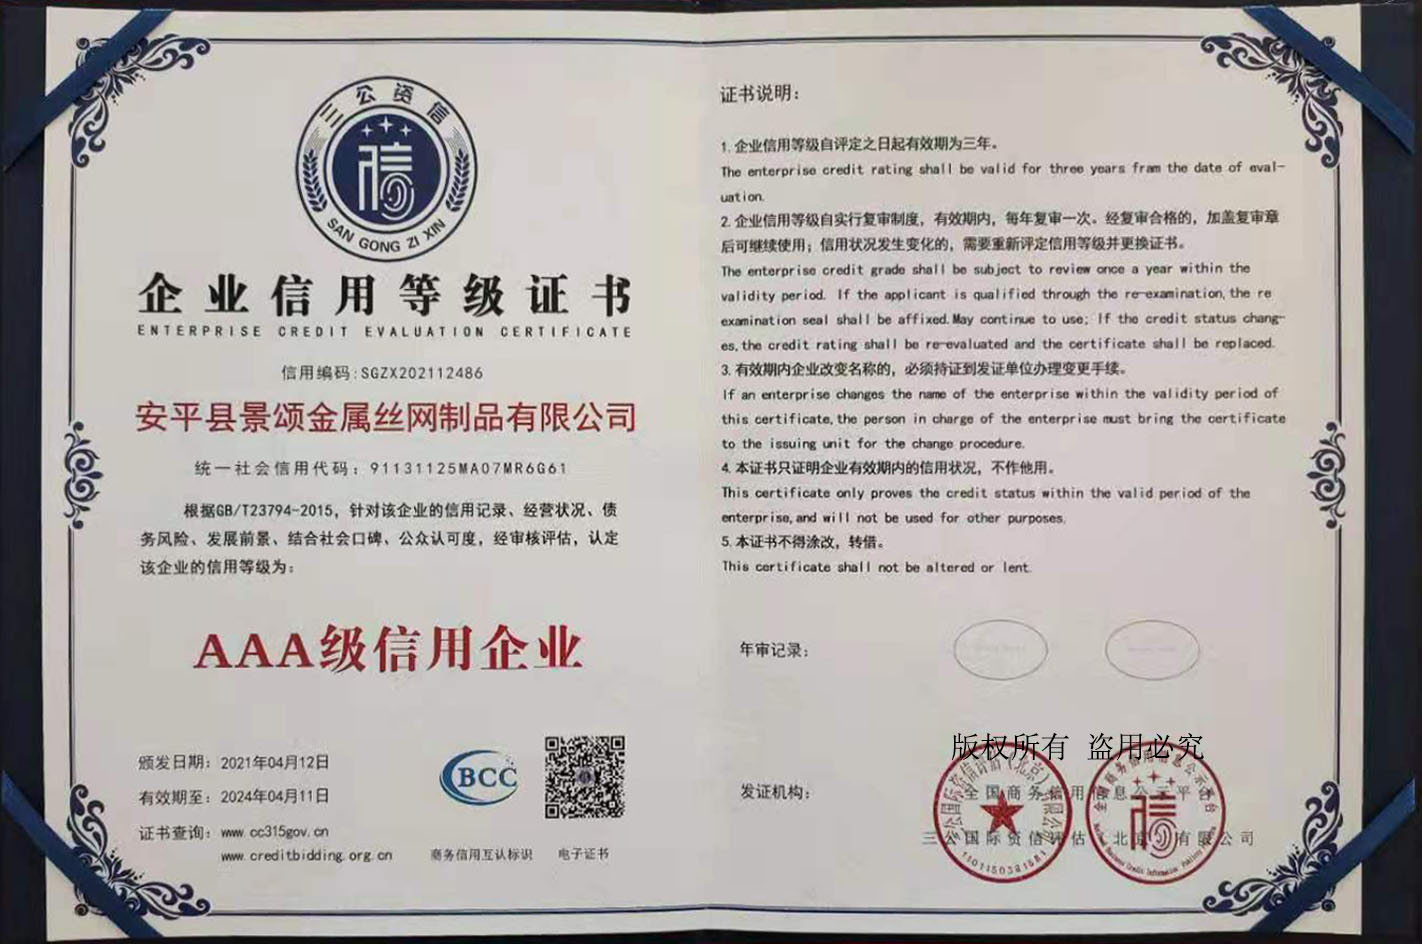 三公资信
SAN GONG ZI XIN
企业信用等级证书
ENTERPRISE CREDIT EVALUATION CERTIFICATE
信用编码:SGZX202112486
安平县景颂金属丝网制品有限公司
统一社会信用代码：91131125MA07MR6G61
根据GB/T23794-2015，针对该企业的信用记录、经营状况、债
务风险、发展前景、结合社会口碑、公众认可度，经审核评估，认定
该企业的信用等级为：
AAA级信用企业
颁发日期：2021年04月12日
有效期至：2024年04月11日
证书查询：www.cc315gov.cn
www.creditbidding.org.cn
BCC
商务信用互认标识
电子证书
证书说明：
1.企业信用等级自评定之日起有效期为三年。
The enterprise credit rating shall be valid for three years fram the date of eval-
uation.
2.企业信用等级自实行复审制度，有效期内，每年复审一次。经复审合格的，加盖复审章
后可继续使用；信用状况发生变化的，需要重新评定信用等级并更换证书。
The enterprise credit grade shall be subject to review once a year within the
validity period. If the applicant is qualified through the re-examination,the re
examination seal shall be affixed.May continue to use; If the credit status chang-
es,the credit rating shall be re-evaluated and the certificate shall be replaced.
3.有效期内企业改变名称的，必须持证到发证单位办理变更手续。
If an enterprise changes the name of the enterprise within the validity period of
this certificate,the person in charge of the enterprise must bring the certificate
to the issuing unit for the change procedure.
4.本证书只证明企业有效期内的信用状况，不作他用。
This certificate only proves the credit status within the valid period of the
enterprise,and will not be used for other purposes.
5.本证书不得涂改，转借。
This certificate shall not be altered or lent.
年审记录：
版权所有 盗用必究
发证机构：
全国商务信用信息公示平台
三公国际资信评估（北京）有限公司